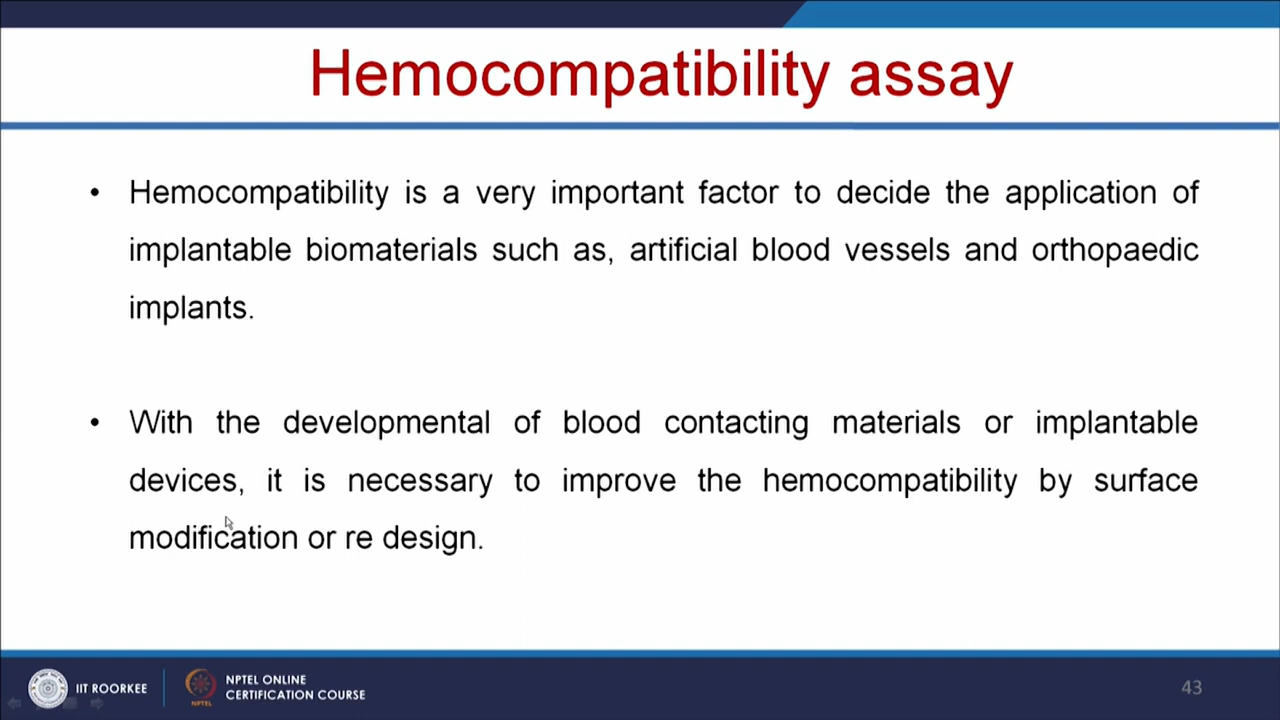 Hemocompatibility assay
• Hemocompatibility is a very important factor to decide the application of
implantable biomaterials such as, artificial blood vessels and orthopaedic
implants.
• With the developmental of blood contacting materials or implantable
devices, it is necessary to improve the hemocompatibility by surface
modification or re design.
IIT ROORKEE
NPTEL
NPTEL ONLINE
CERTIFICATION COURSE
43